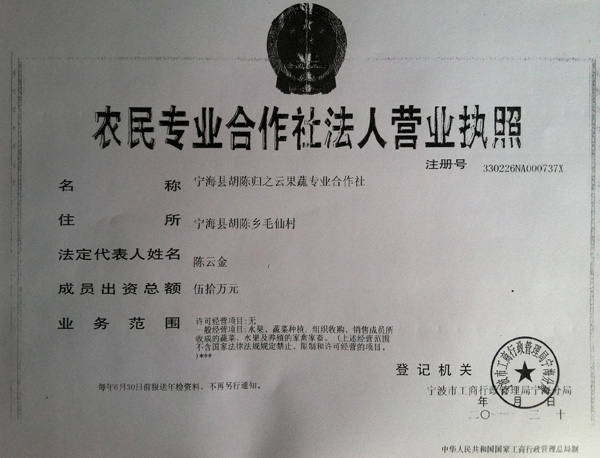 农民专业合作社法人营业执照
注册号 330226NA000737X
名称 宁海县胡陈归之云果蔬专业合作社
住所 宁海县胡陈乡毛仙村
法定代表人姓名 陈云金
成员出资总额 伍拾万元
业务范围 许可经营项目:无
一般经营项目:水果、蔬菜种植，组织收购、销售成员所
收成的蔬菜、水果及养殖的家禽家畜。（上述经营范围
不含国家法律法规规定禁止、限制和许可经营的项目。
)***
登记机关
宁波市工商行政管理局宁海分局
每年6月30日前报送年检资料，不再另行通知。
年 月 日
中华人民共和国国家工商行政管理总局制